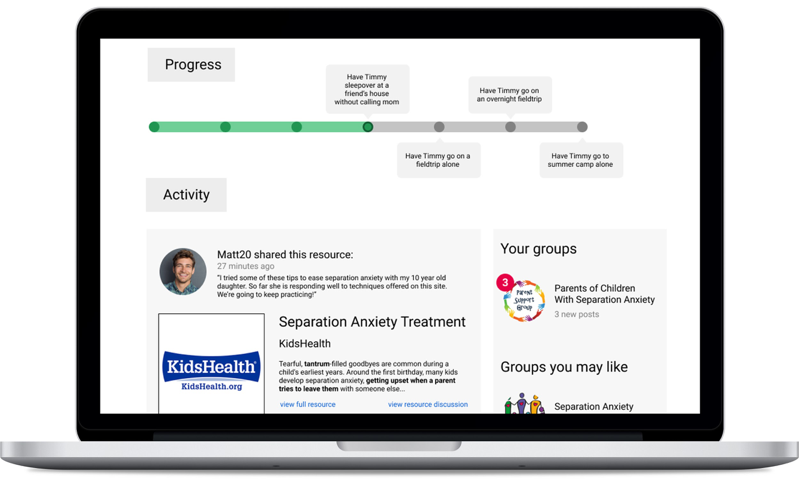 Progress
Have Timmy
sleepover at a
friend's house
without calling mom
Have Timmy go on
an overnight fieldtrip
Have Timmy go on a
fieldtrip alone
Have Timmy go to
summer camp alone
Activity
Matt20 shared this resource:
27 minutes ago
"I tried some of these tips to ease separation anxiety with my 10 year old
daughter. So far she is responding well to techniques offered on this site.
We're going to keep practicing!"
KidsHealth®
KidsHealth.org
Separation Anxiety Treatment
KidsHealth
Tearful, tantrum-filled goodbyes are common during a
child's earliest years. Around the first birthday, many kids
develop separation anxiety, getting upset when a parent
tries to leave them with someone else...
view full resource
view resource discussion
Your groups
3
Parent
Support
Group
Parents of Children
With Separation Anxiety
3 new posts
Groups you may like
Separation Anxiety